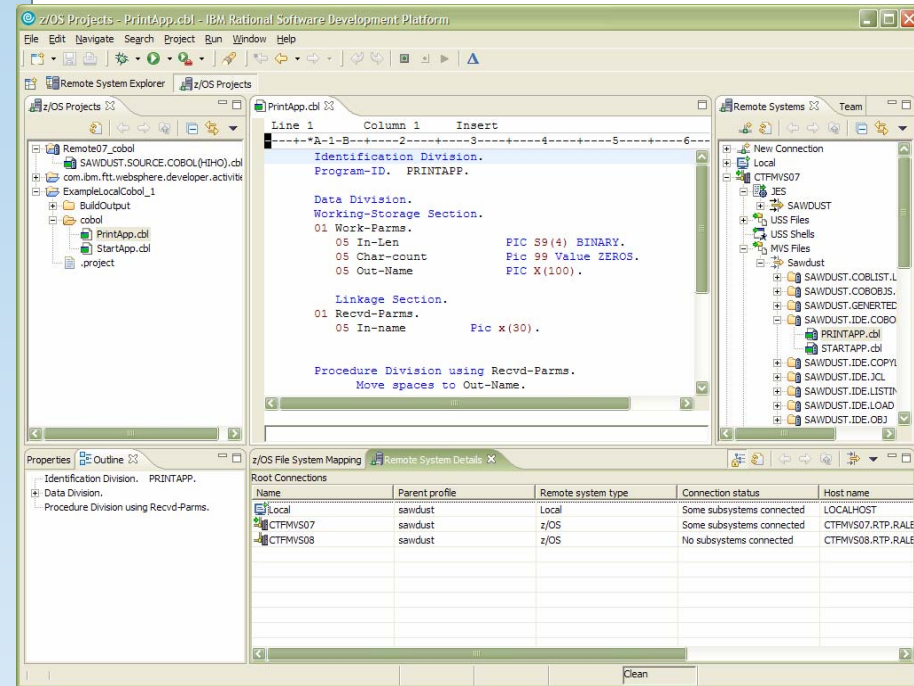 z/OS Projects - PrintApp.cbl - IBM Rational Software Development Platform
File Edit Navigate Search Project Run Window Help
Remote System Explorer z/OS Projects
z/OS Projects
Remote07_cobol
SAWDUST.SOURCE.COBOL(HIHO).cbl
com.ibm.ftt.websphere.developer.activitie
ExampleLocalCobol_1
BuildOutput
cobol
PrintApp.cbl
StartApp.cbl
.project
PrintApp.cbl
Line 1 Column 1 Insert
----+-*A-1-B--+----2----+----3----+----4----+----5----+----6---
Identification Division.
Program-ID. PRINTAPP.
Data Division.
Working-Storage Section.
01 Work-Parms.
05 In-Len PIC S9(4) BINARY.
05 Char-count Pic 99 Value ZEROS.
05 Out-Name PIC X(100).
Linkage Section.
01 Recvd-Parms.
05 In-name Pic x(30).
Procedure Division using Recvd-Parms.
Move spaces to Out-Name.
Remote Systems Team
New Connection
Local
CTFMVS07
JES
SAWDUST
USS Files
USS Shells
MVS Files
Sawdust
SAWDUST.COBLIST.L
SAWDUST.COBOBJS.
SAWDUST.GENERTED
SAWDUST.IDE.COBO
PRINTAPP.cbl
STARTAPP.cbl
SAWDUST.IDE.COPYL
SAWDUST.IDE.JCL
SAWDUST.IDE.LISTIN
SAWDUST.IDE.LOAD
SAWDUST.IDE.OBJ
Properties Outline
Identification Division. PRINTAPP.
Data Division.
Procedure Division using Recvd-Parms.
z/OS File System Mapping Remote System Details
Root Connections
Name Parent profile Remote system type Connection status Host name
Local sawdust Local Some subsystems connected LOCALHOST
CTFMVS07 sawdust z/OS Some subsystems connected CTFMVS07.RTP.RALE
CTFMVS08 sawdust z/OS No subsystems connected CTFMVS08.RTP.RALE
Clean